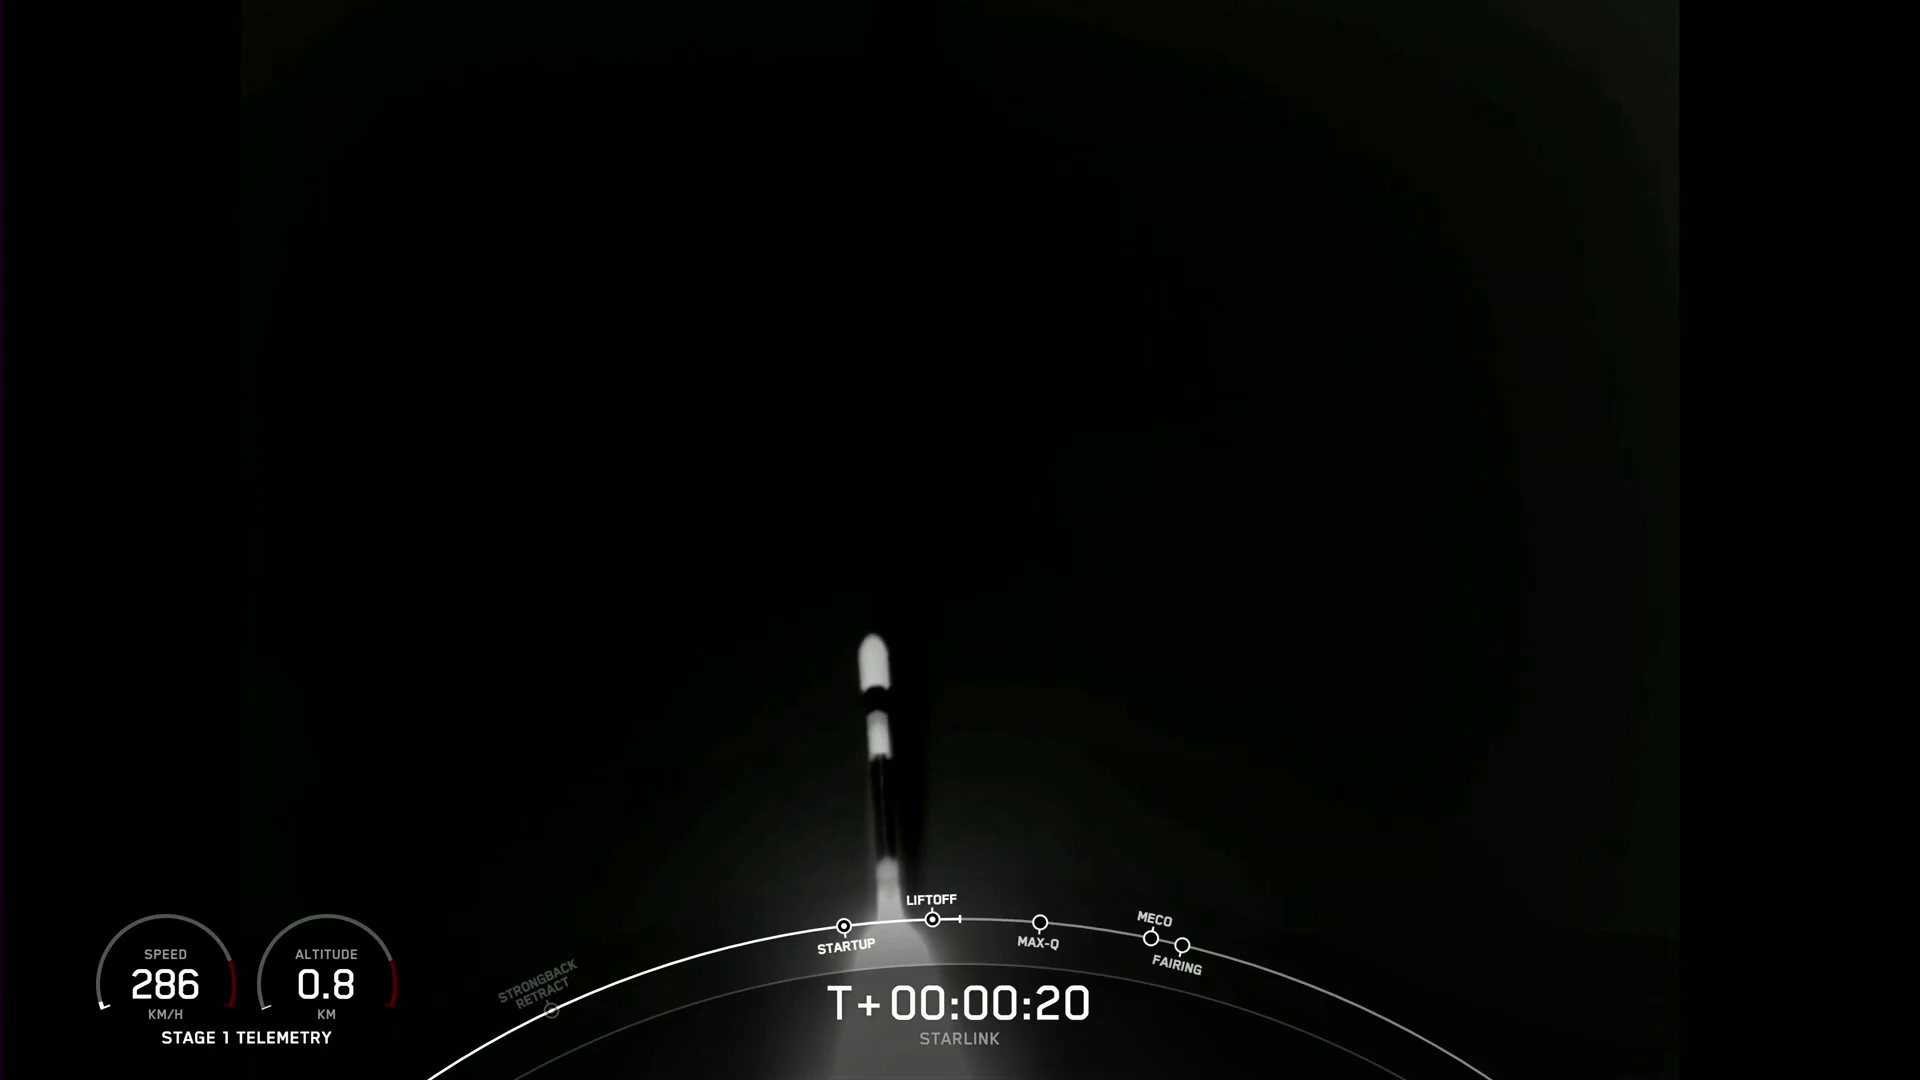 LIFTOFF
STARTUP
MAX-Q
MECO
FAIRING
STRONGBACK
RETRACT
SPEED
286
KM/H
ALTITUDE
0.8
KM
STAGE 1 TELEMETRY
T+00:00:20
STARLINK